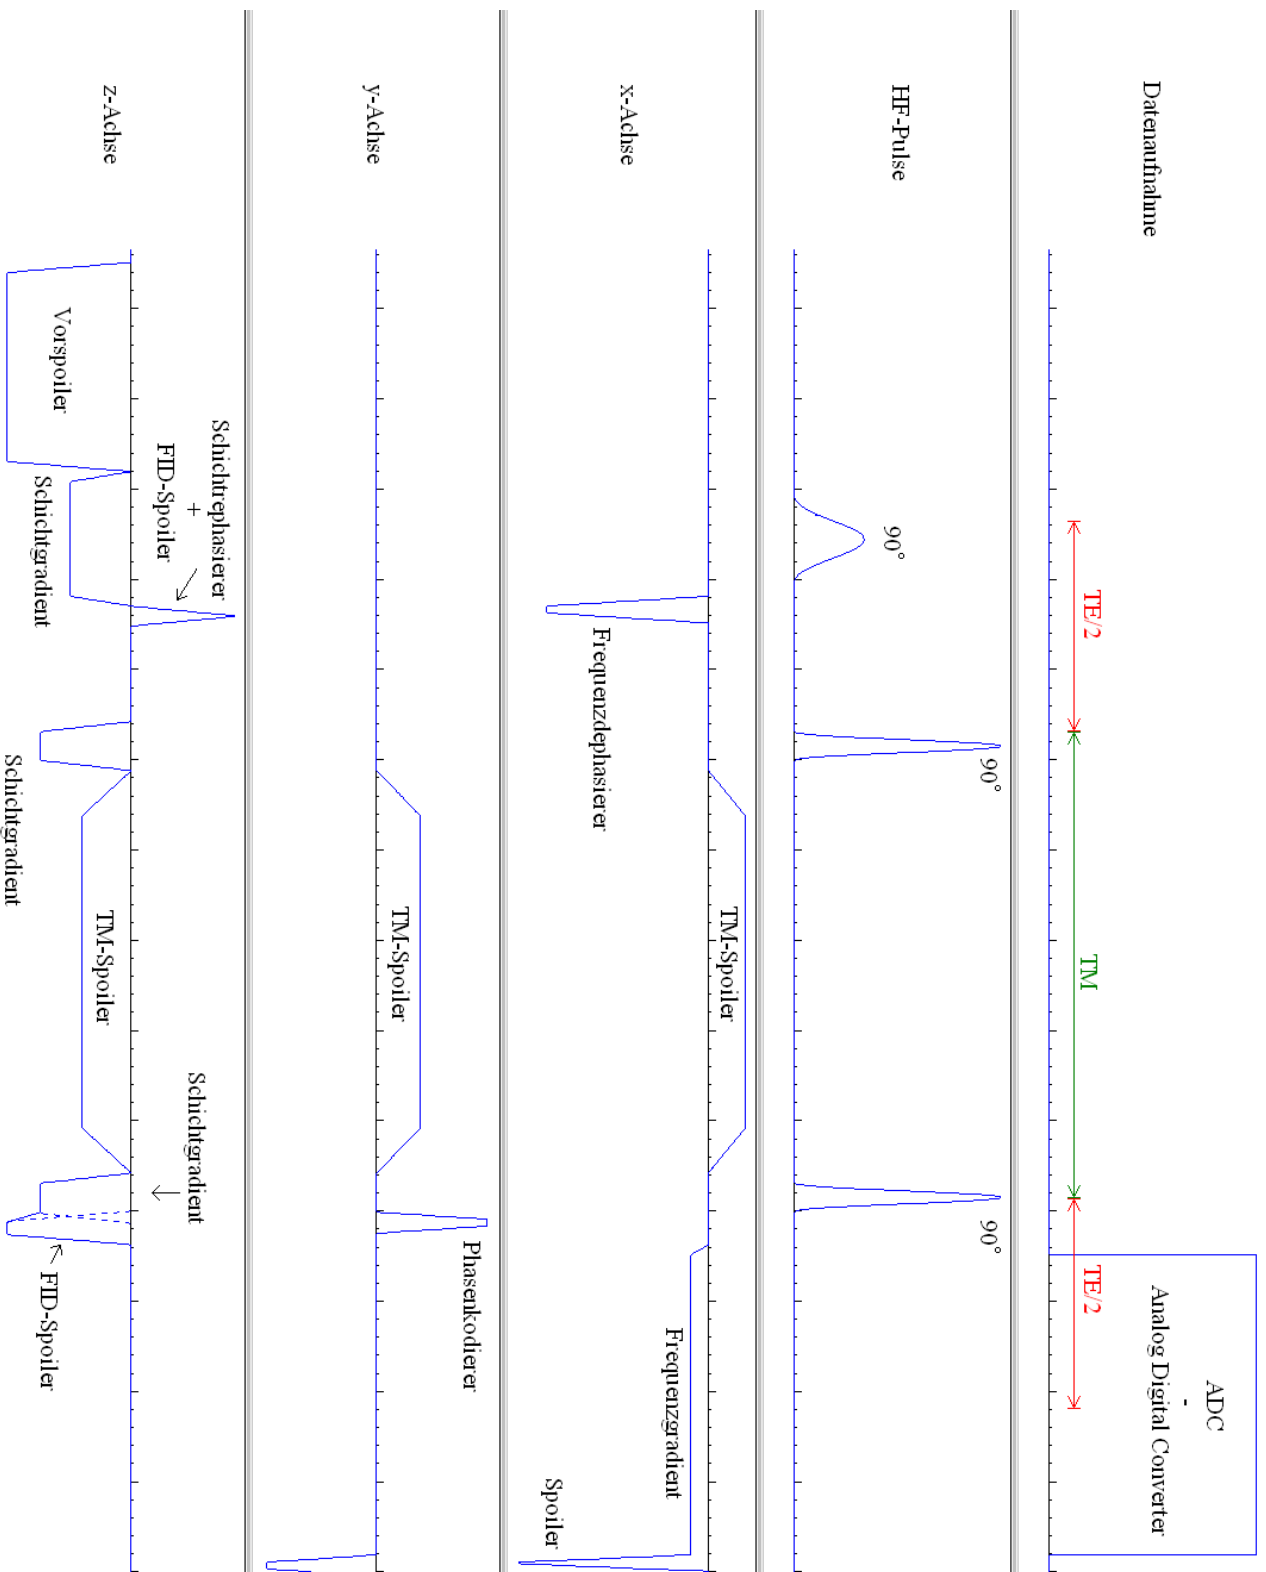 Datenaufnahme
TE/2
TM
TE/2
ADC
-
Analog Digital Converter
HF-Pulse
90°
90°
90°
x-Achse
Frequenzdephasierer
TM-Spoiler
Frequenzgradient
Spoiler
y-Achse
TM-Spoiler
Phasenkodierer
z-Achse
Vorspoiler
Schichtgradient
Schichtrephasierer
+
FID-Spoiler
Schichtgradient
TM-Spoiler
Schichtgradient
FID-Spoiler